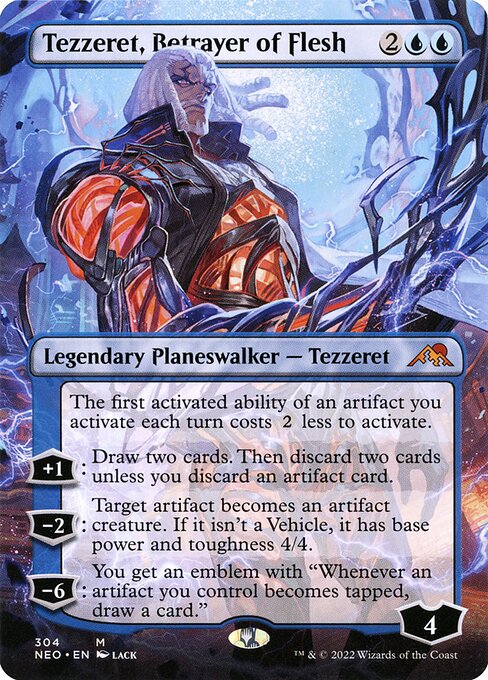 Tezzeret, Betrayer of Flesh 2
Legendary Planeswalker — Tezzeret
The first activated ability of an artifact you
activate each turn costs 2 less to activate.
+1 : Draw two cards. Then discard two cards
unless you discard an artifact card.
−2 : Target artifact becomes an artifact
creature. If it isn't a Vehicle, it has base
power and toughness 4/4.
−6 : You get an emblem with “Whenever an
artifact you control becomes tapped,
draw a card.”
4
304 M
NEO • EN LACK
™ & © 2022 Wizards of the Coast